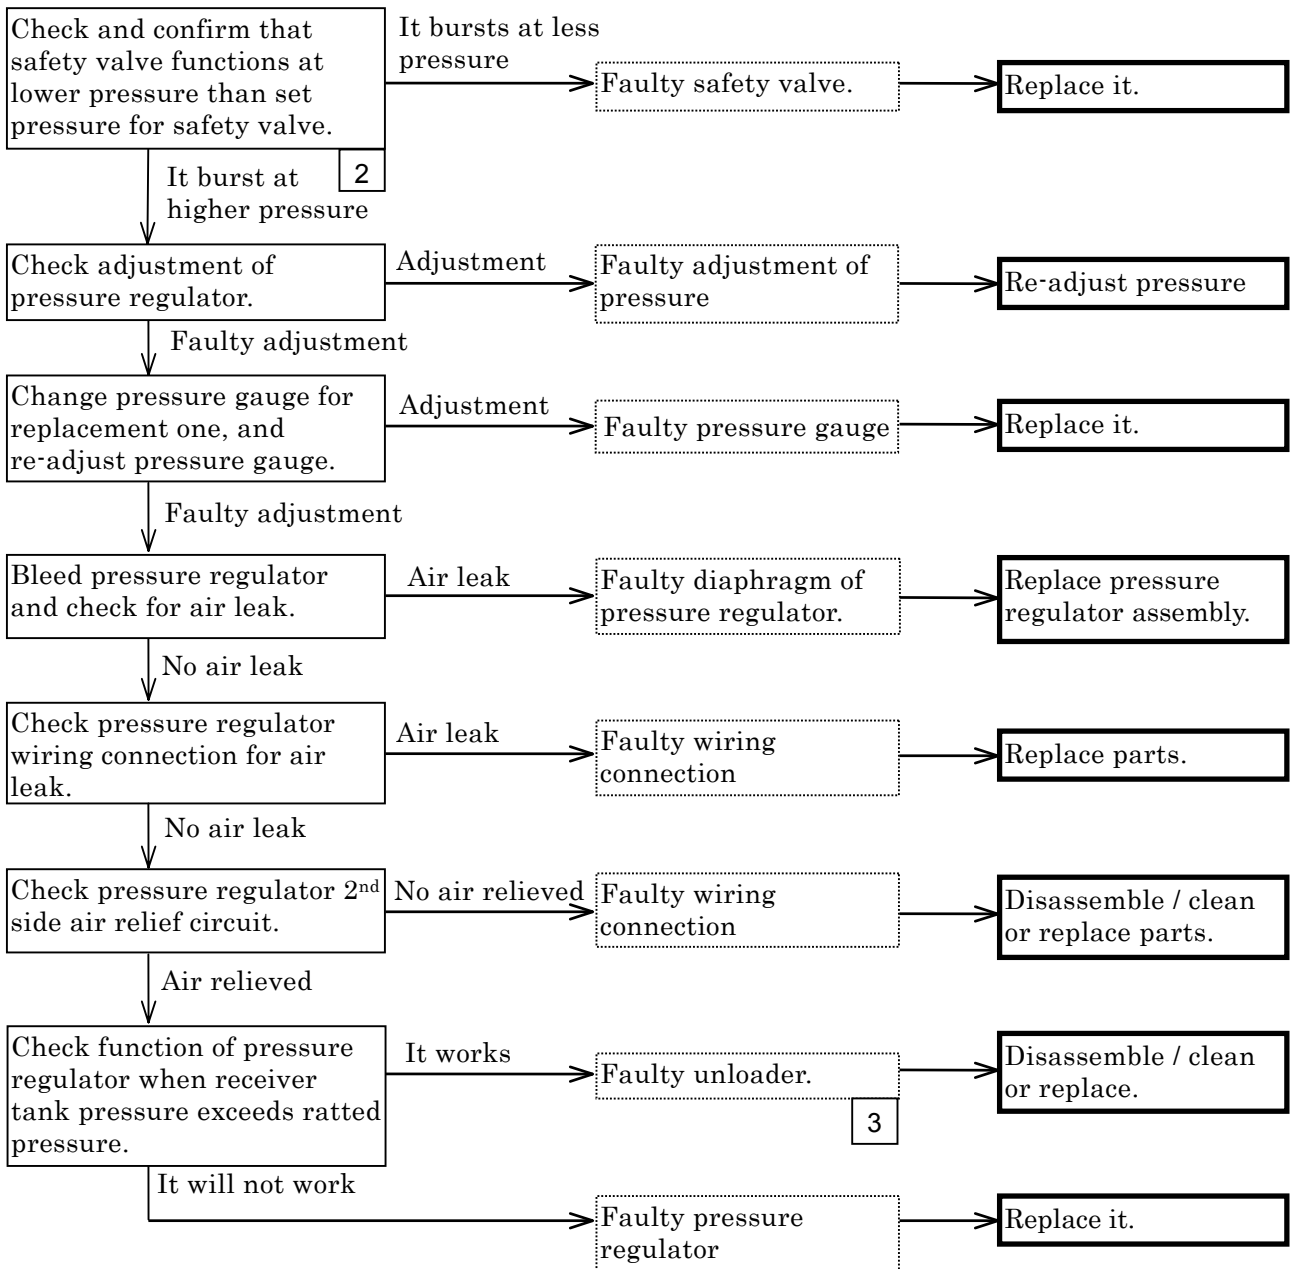 Check and confirm that
safety valve functions at
lower pressure than set
pressure for safety valve.
2
It bursts at less
pressure
Faulty safety valve.
Replace it.
It burst at
higher pressure
Check adjustment of
pressure regulator.
Adjustment
Faulty adjustment of
pressure
Re-adjust pressure
Faulty adjustment
Change pressure gauge for
replacement one, and
re-adjust pressure gauge.
Adjustment
Faulty pressure gauge
Replace it.
Faulty adjustment
Bleed pressure regulator
and check for air leak.
Air leak
Faulty diaphragm of
pressure regulator.
Replace pressure
regulator assembly.
No air leak
Check pressure regulator
wiring connection for air
leak.
Air leak
Faulty wiring
connection
Replace parts.
No air leak
Check pressure regulator 2nd
side air relief circuit.
No air relieved
Faulty wiring
connection
Disassemble / clean
or replace parts.
Air relieved
Check function of pressure
regulator when receiver
tank pressure exceeds ratted
pressure.
It works
Faulty unloader.
3
Disassemble / clean
or replace.
It will not work
Faulty pressure
regulator
Replace it.